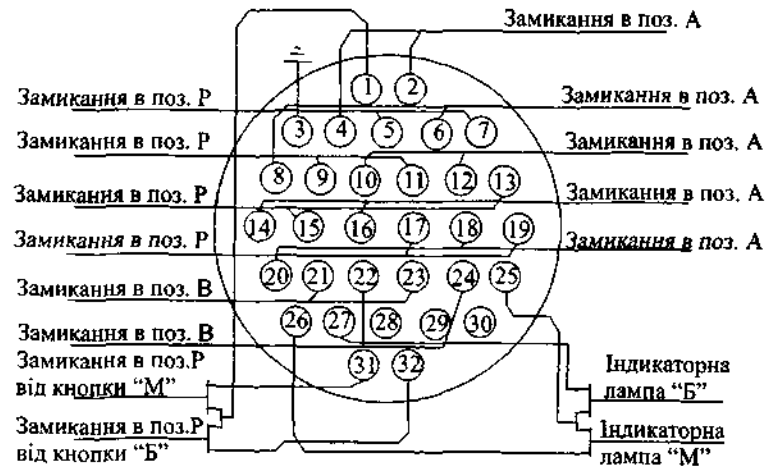 Замикання в поз. А
1 2
Замикання в поз. Р
Замикання в поз. А
3 4 5 6 7
Замикання в поз. Р
Замикання в поз. А
8 9 10 11 12 13
Замикання в поз. Р
Замикання в поз. А
14 15 16 17 18 19
Замикання в поз. Р
Замикання в поз. А
20 21 22 23 24 25
Замикання в поз. В
26 27 28 29 30
Замикання в поз. В
31 32
Замикання в поз.Р
від кнопки “М”
Індикаторна
лампа “Б”
Замикання в поз.Р
від кнопки “Б”
Індикаторна
лампа “М”